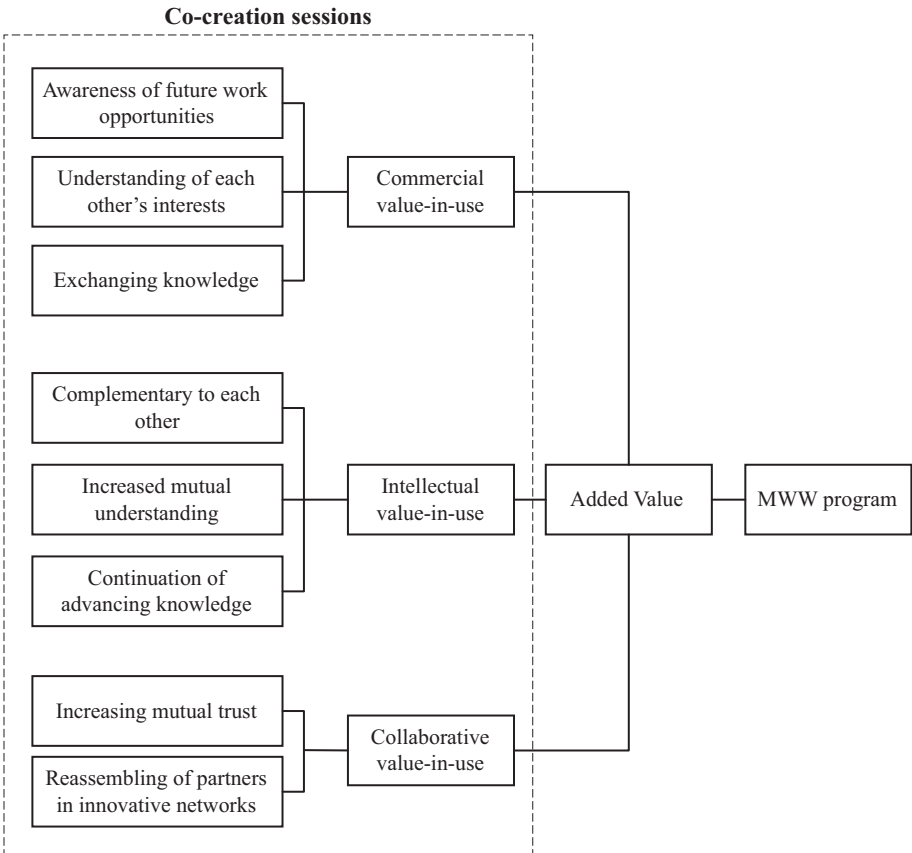 Co-creation sessions
Awareness of future work
opportunities
Understanding of each
other's interests
Exchanging knowledge
Commercial
value-in-use
Complementary to each
other
Increased mutual
understanding
Continuation of
advancing knowledge
Intellectual
value-in-use
Added Value
MWW program
Increasing mutual trust
Reassembling of partners
in innovative networks
Collaborative
value-in-use